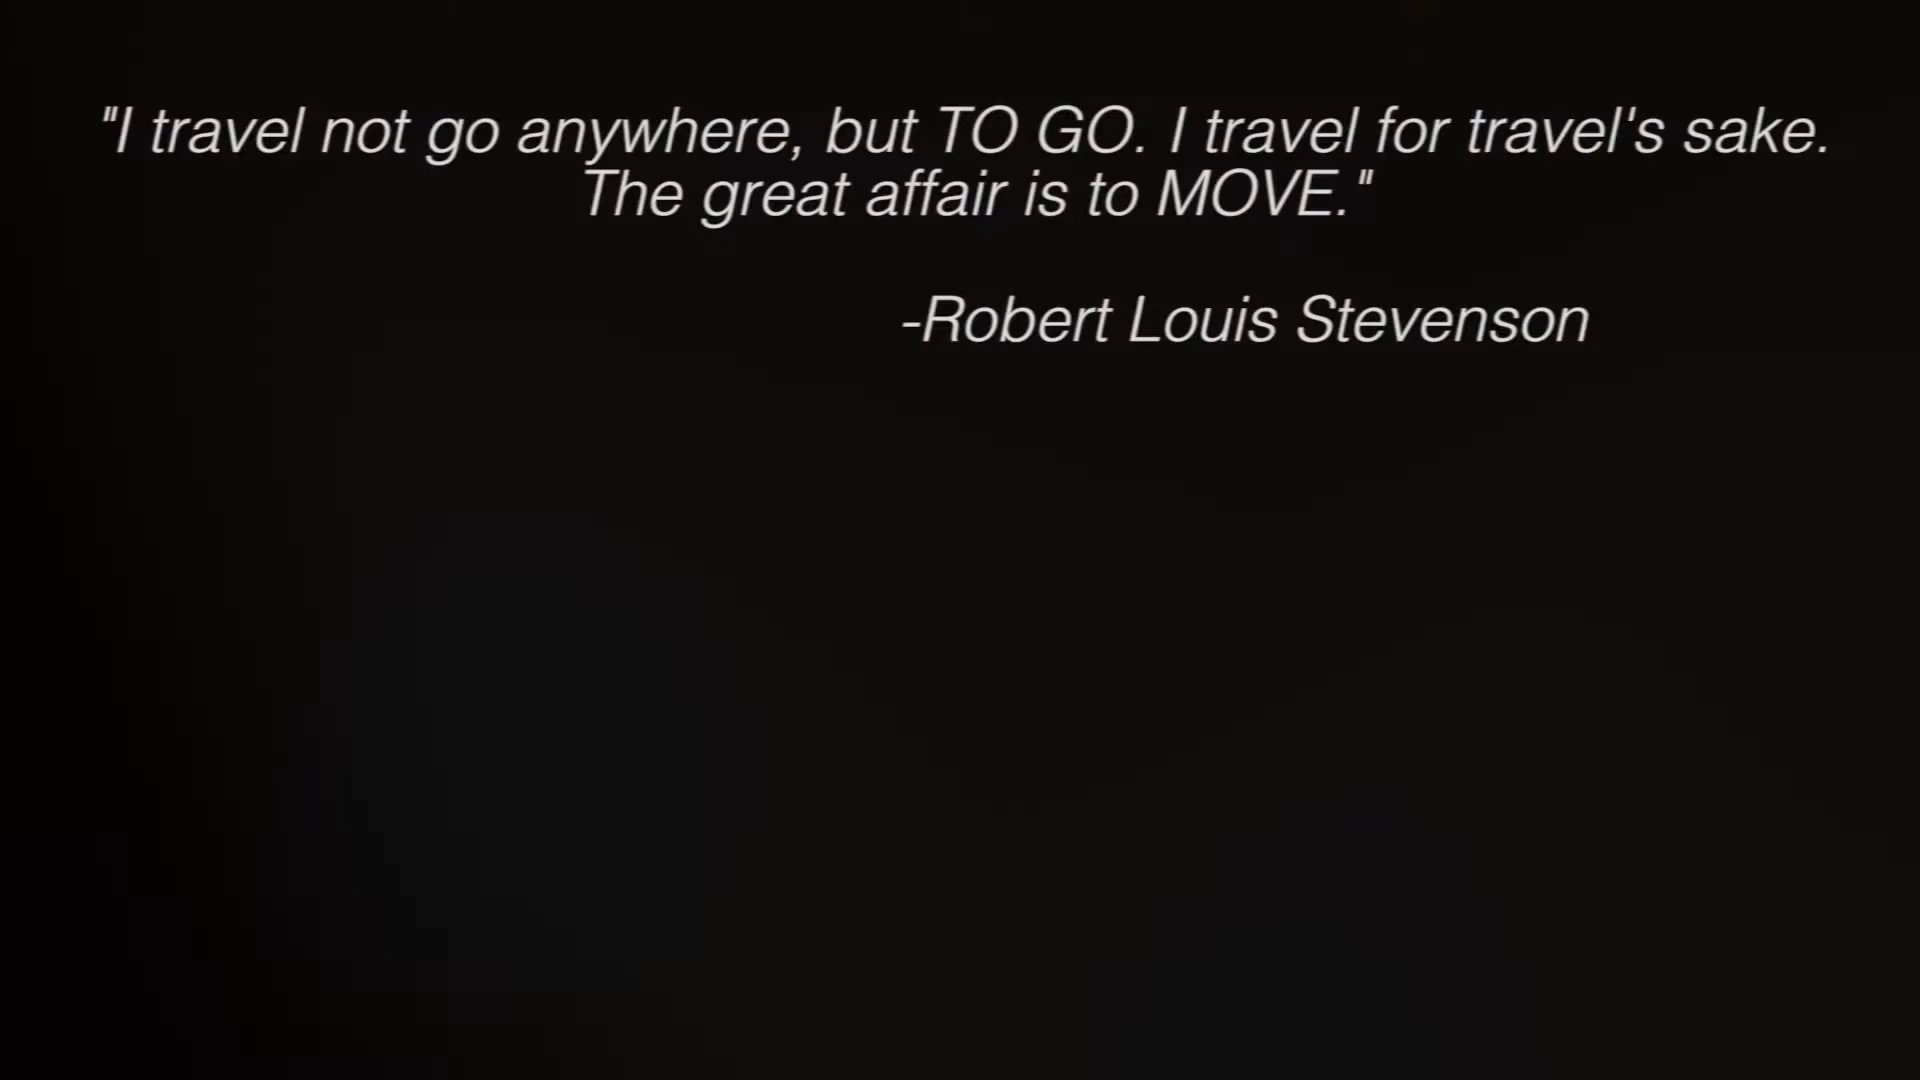 "I travel not go anywhere, but TO GO. I travel for travel's sake.
The great affair is to MOVE."
-Robert Louis Stevenson